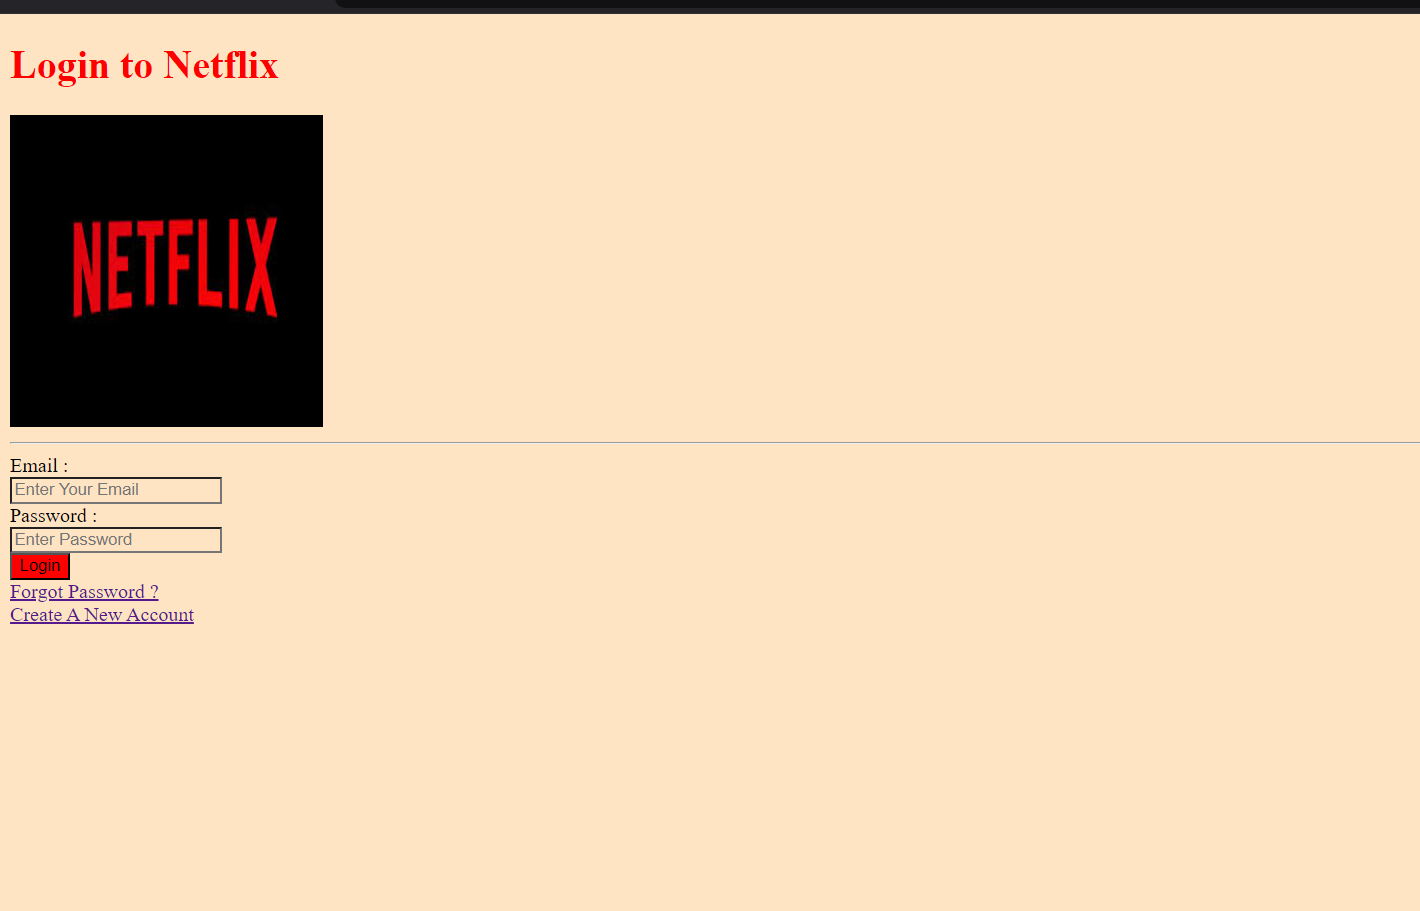 Login to Netflix
NETFLIX
Email :
Enter Your Email
Password :
Enter Password
Login
Forgot Password ?
Create A New Account